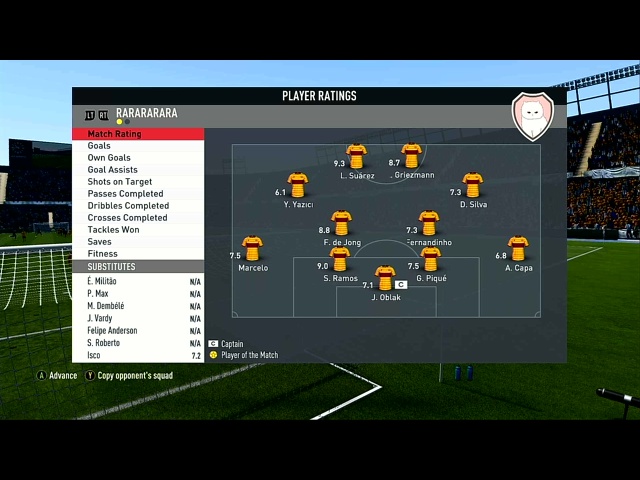 PLAYER RATINGS
LT RT RARARARARA
Match Rating
Goals
Own Goals
Goal Assists
Shots on Target
Passes Completed
Dribbles Completed
Crosses Completed
Tackles Won
Saves
Fitness
SUBSTITUTES
É. Militão N/A
P. Max N/A
M. Dembélé N/A
J. Vardy N/A
Felipe Anderson N/A
S. Roberto N/A
Isco 7.2
9.3 8.7
L. Suárez . Griezmann
6.1 7.3
Y. Yazici D. Silva
8.8 7.3
F. de Jong Fernandinho
7.5 9.0 7.5 6.8
Marcelo S. Ramos G. Piqué A. Capa
7.1 C
J. Oblak
C Captain
Player of the Match
A Advance Y Copy opponent's squad